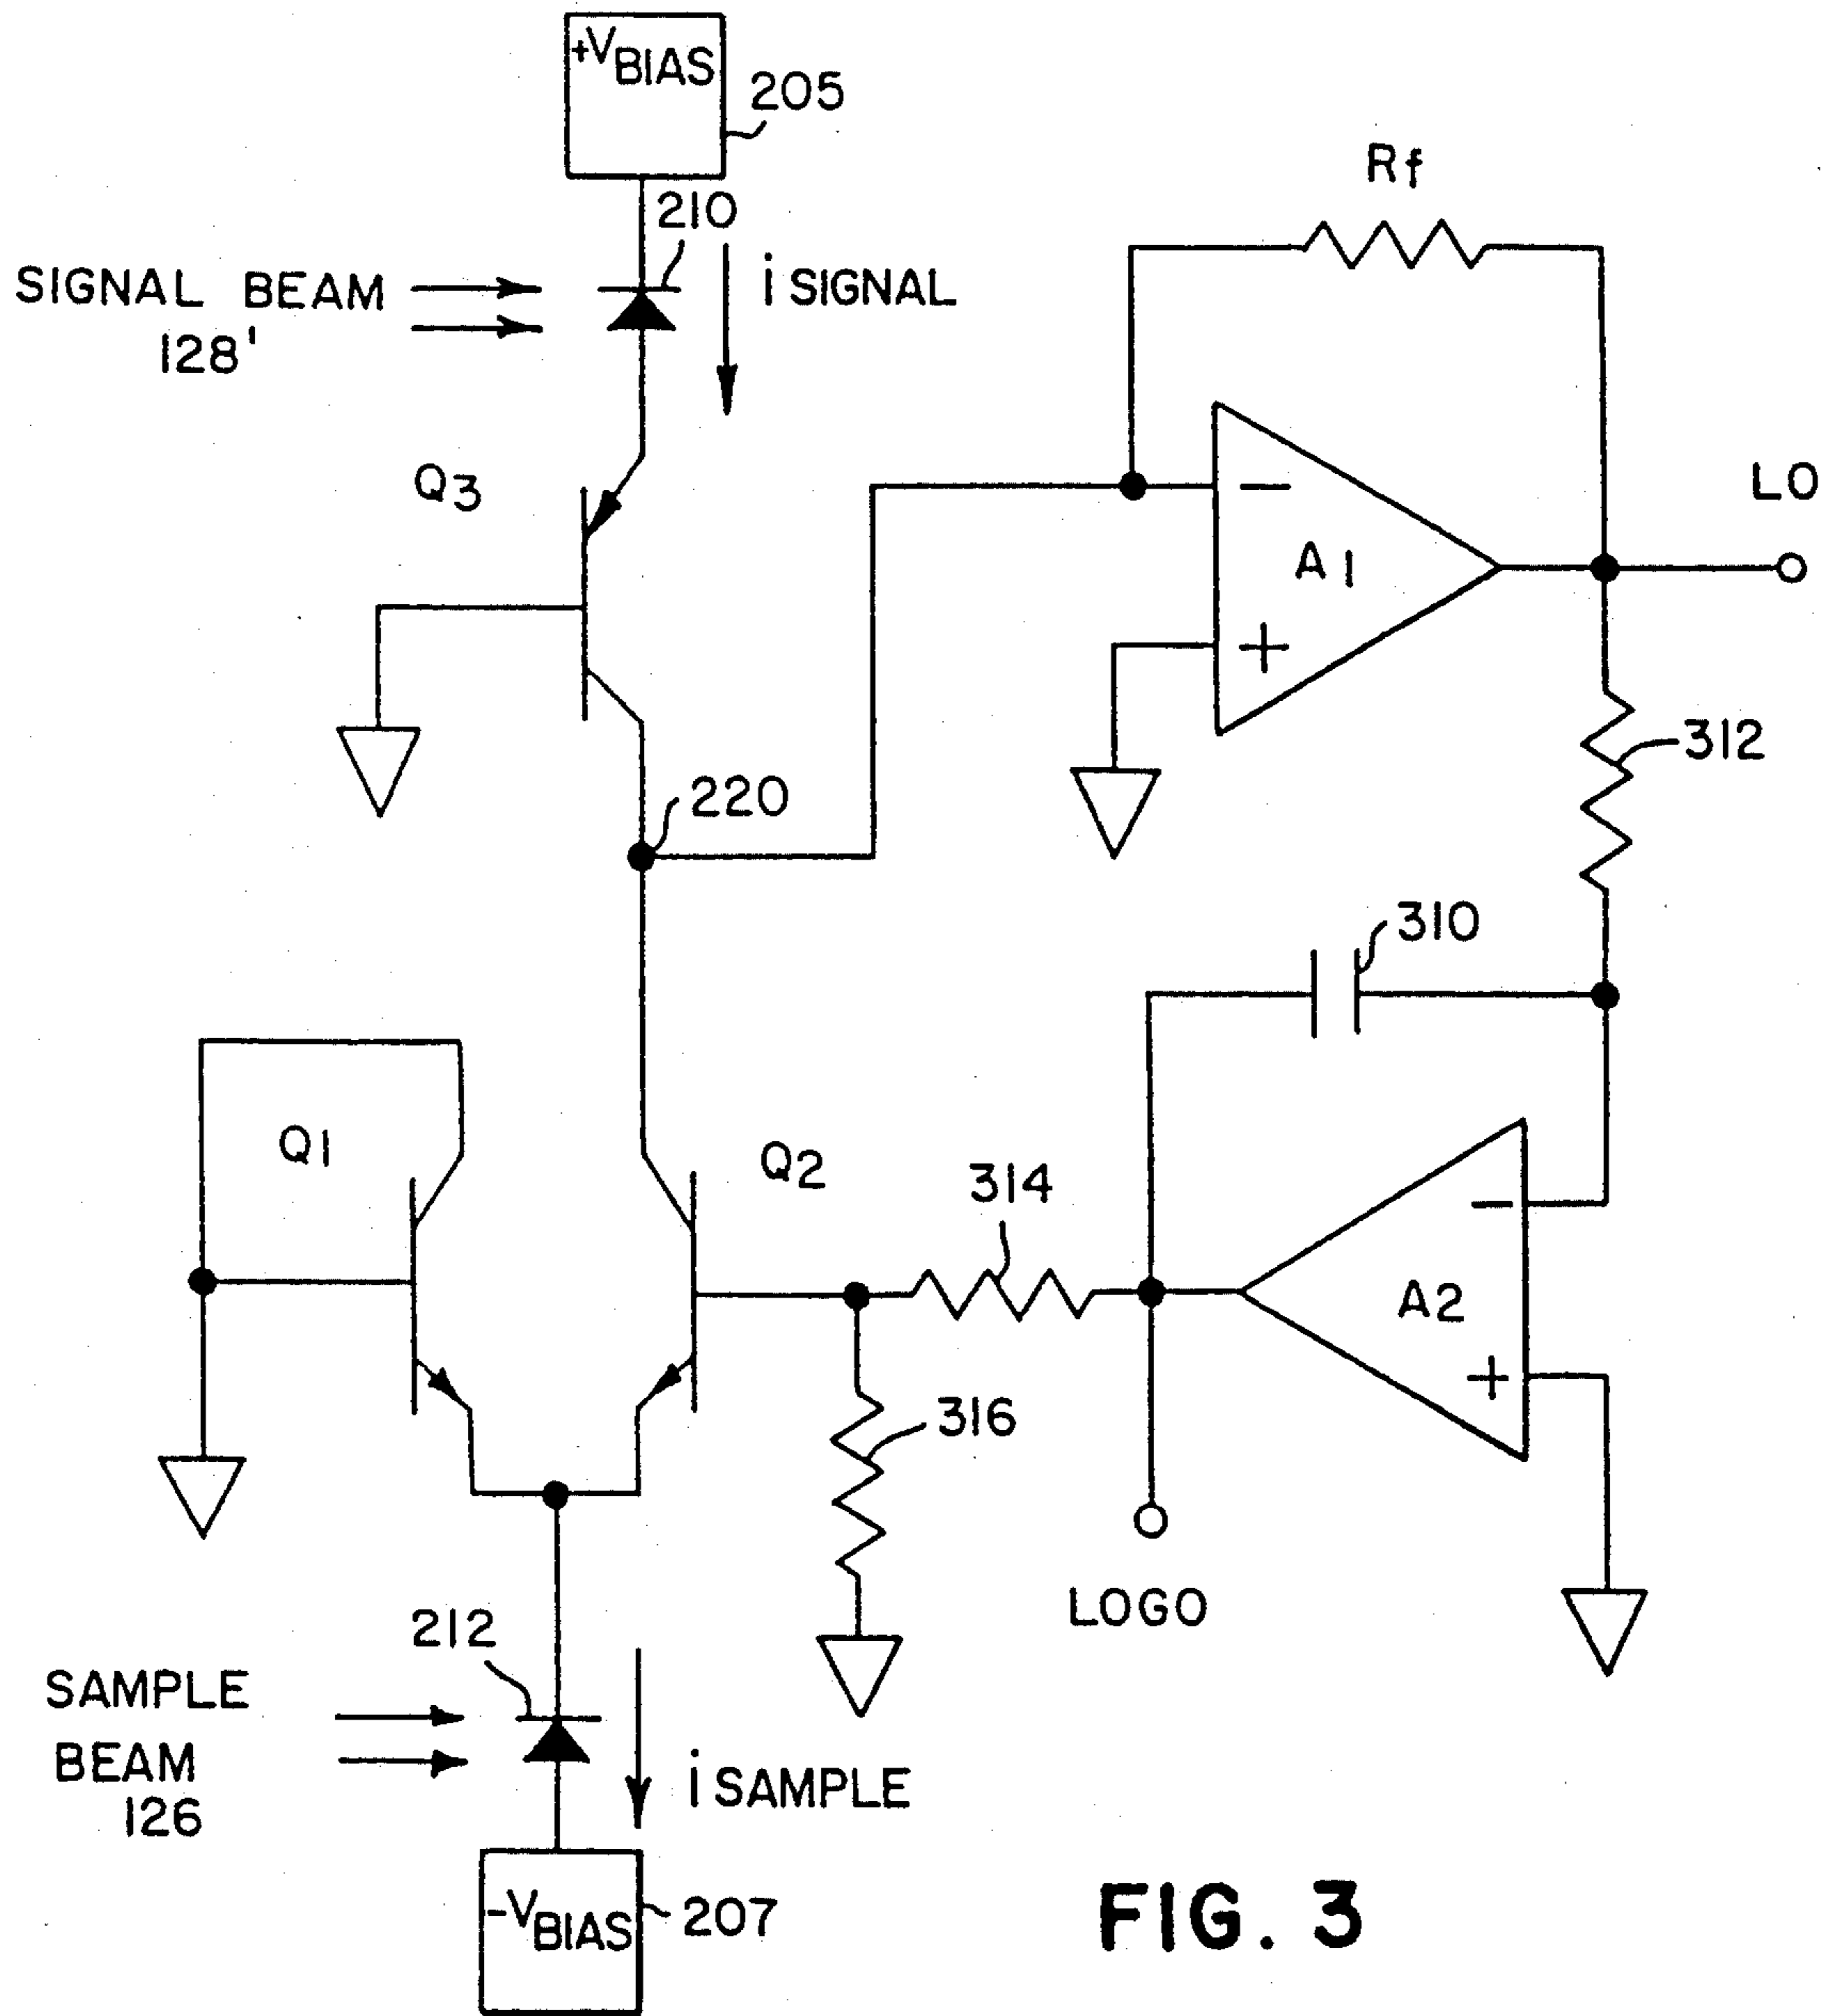 +VBIAS
205
210
i SIGNAL
SIGNAL BEAM
128'
Rf
Q3
LO
−
A1
+
312
220
310
Q1
Q2
314
−
A2
+
316
LOGO
212
SAMPLE
BEAM
126
i SAMPLE
-VBIAS
207
FIG. 3